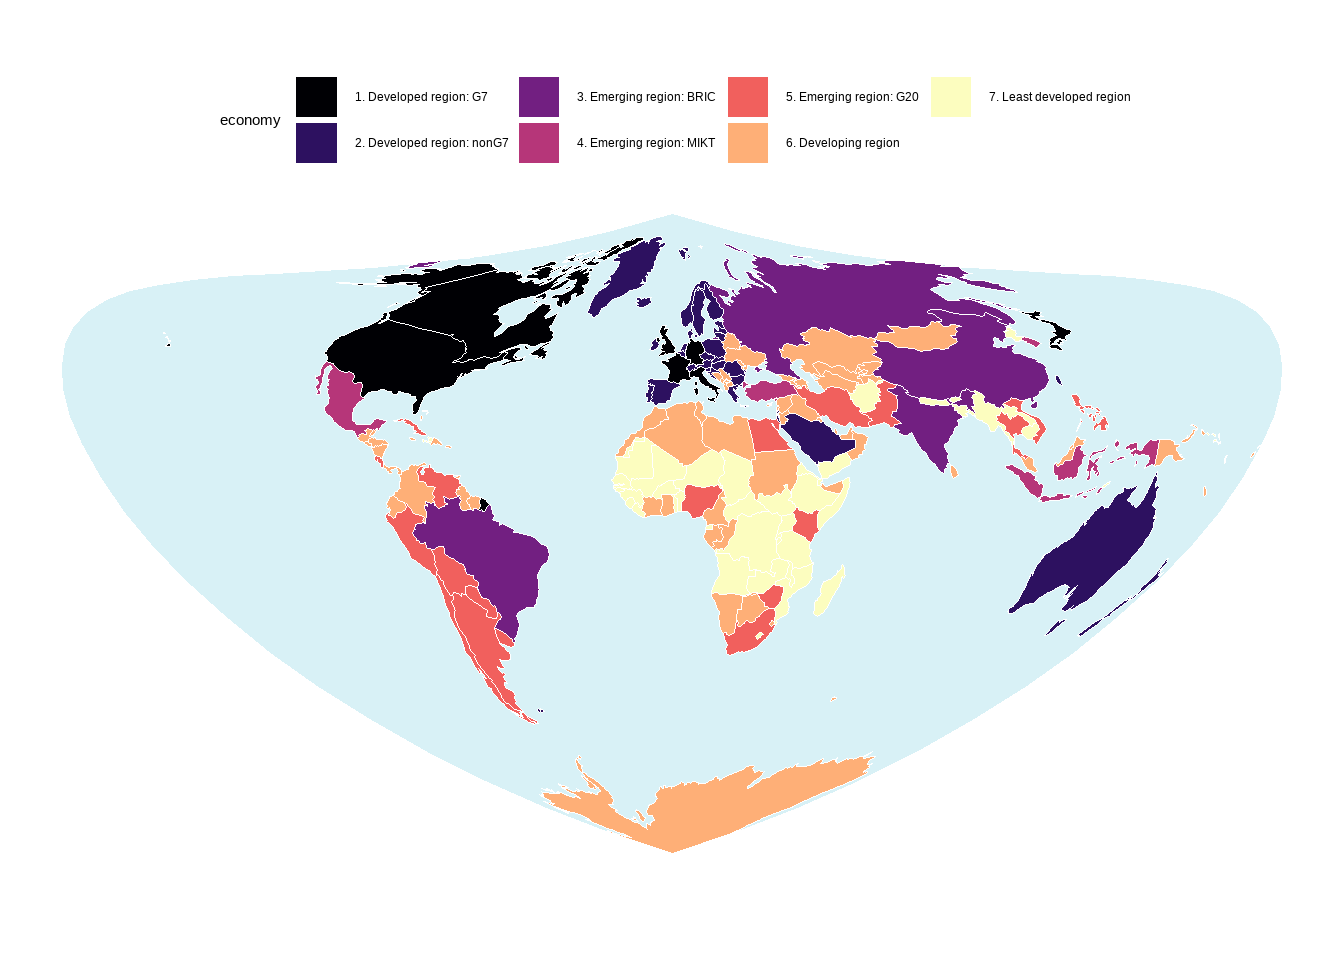 economy
1. Developed region: G7
2. Developed region: nonG7
3. Emerging region: BRIC
4. Emerging region: MIKT
5. Emerging region: G20
6. Developing region
7. Least developed region